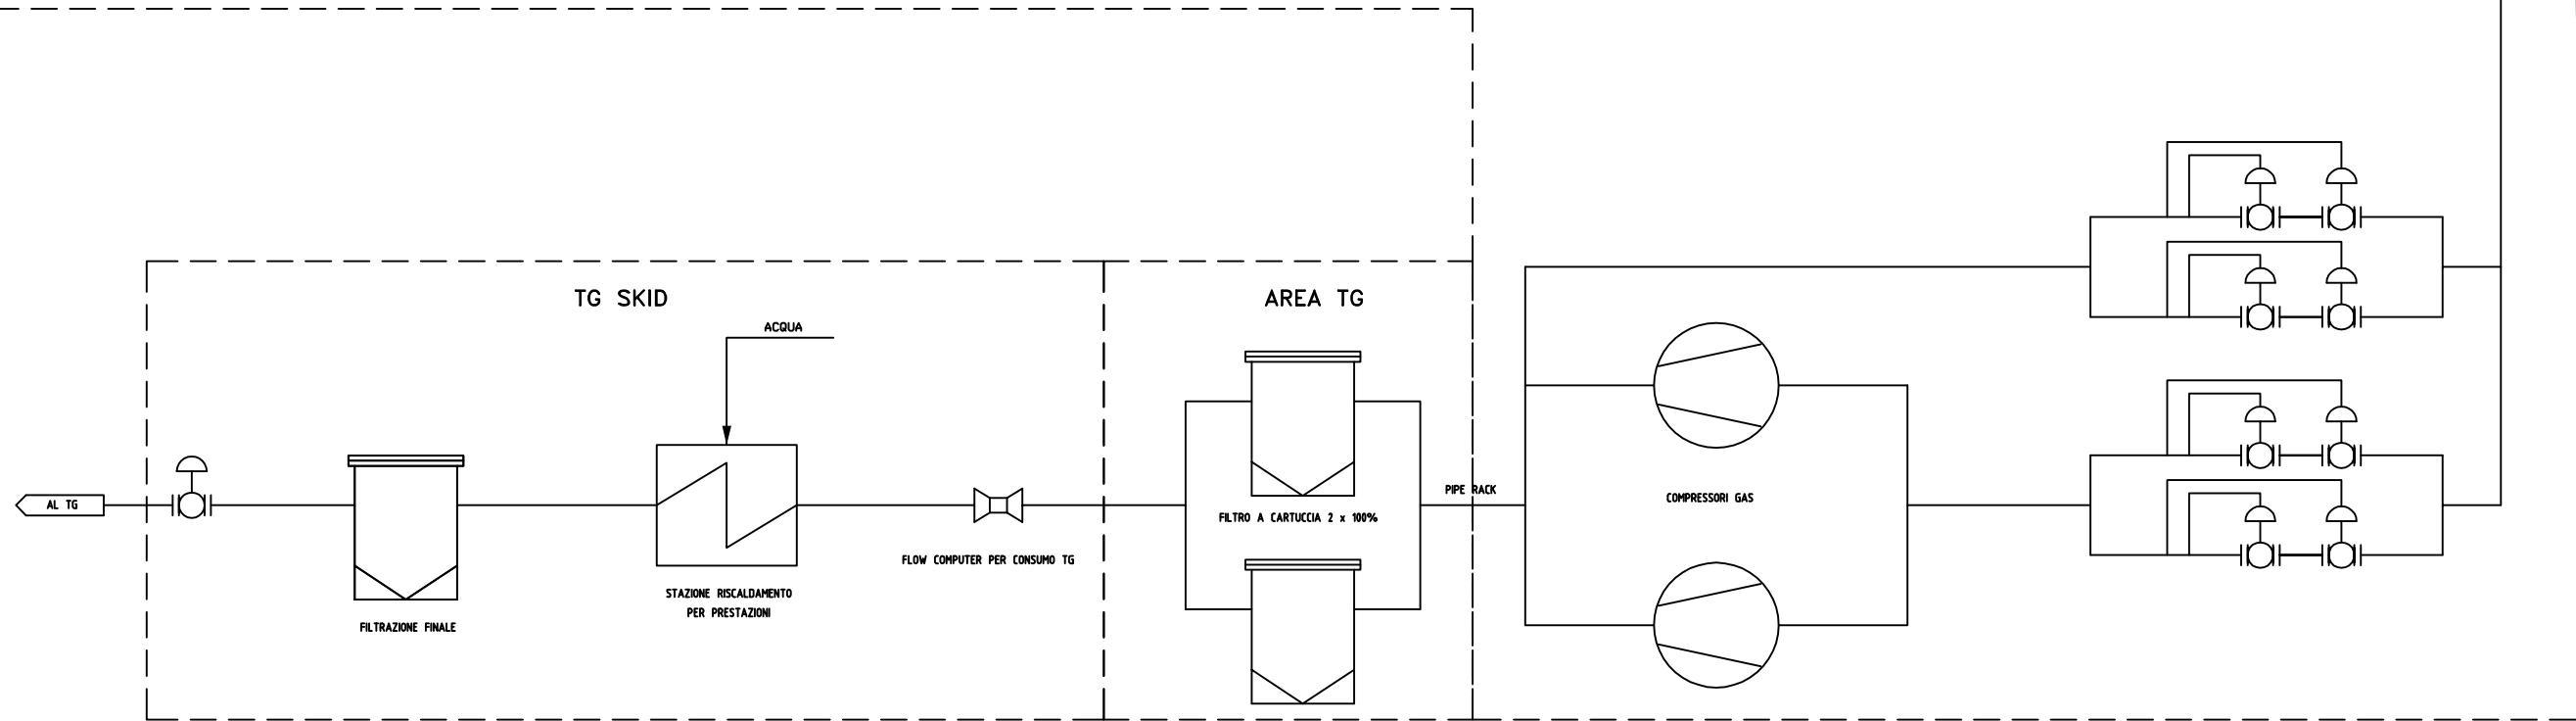 TG SKID
AREA TG
ACQUA
AL TG
PIPE RACK
COMPRESSORI GAS
FILTRO A CARTUCCIA 2 x 100%
FLOW COMPUTER PER CONSUMO TG
STAZIONE RISCALDAMENTO
PER PRESTAZIONI
FILTRAZIONE FINALE